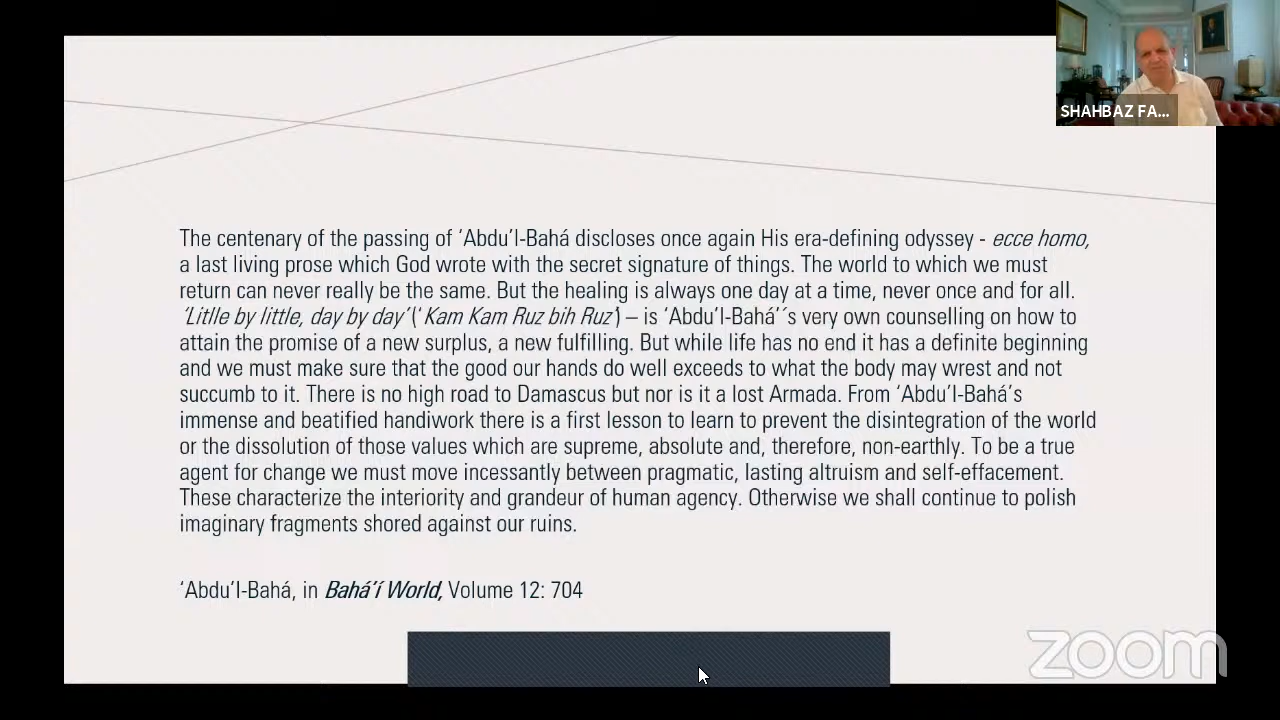 SHAHBAZ FA...
The centenary of the passing of ‘Abdu’l-Bahá discloses once again His era-defining odyssey - ecce homo,
a last living prose which God wrote with the secret signature of things. The world to which we must
return can never really be the same. But the healing is always one day at a time, never once and for all.
‘Litlle by little, day by day’(‘Kam Kam Ruz bih Ruz’) – is ‘Abdu’l-Bahá’´s very own counselling on how to
attain the promise of a new surplus, a new fulfilling. But while life has no end it has a definite beginning
and we must make sure that the good our hands do well exceeds to what the body may wrest and not
succumb to it. There is no high road to Damascus but nor is it a lost Armada. From ‘Abdu’l-Bahá’s
immense and beatified handiwork there is a first lesson to learn to prevent the disintegration of the world
or the dissolution of those values which are supreme, absolute and, therefore, non-earthly. To be a true
agent for change we must move incessantly between pragmatic, lasting altruism and self-effacement.
These characterize the interiority and grandeur of human agency. Otherwise we shall continue to polish
imaginary fragments shored against our ruins.
‘Abdu’l-Bahá, in Bahá’í World, Volume 12: 704
zoom